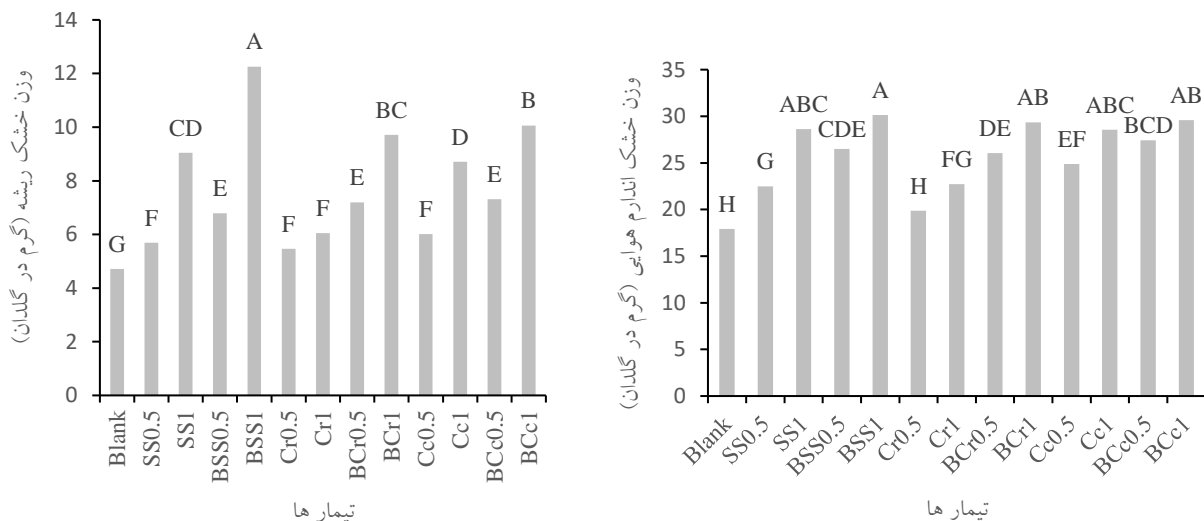 وزن خشک ریشه (گرم در گلدان)
14
12
10
8
6
4
2
0
G
F
CD
E
A
F
F
E
BC
F
D
E
B
Blank
SS0.5
SS1
BSS0.5
BSS1
Cr0.5
Cr1
BCr0.5
BCr1
Cc0.5
Cc1
BCc0.5
BCc1
تیمار ها
وزن خشک اندارم هوایی (گرم در گلدان)
35
30
25
20
15
10
5
0
H
G
ABC
CDE
A
H
FG
DE
AB
EF
ABC
BCD
AB
Blank
SS0.5
SS1
BSS0.5
BSS1
Cr0.5
Cr1
BCr0.5
BCr1
Cc0.5
Cc1
BCc0.5
BCc1
تیمار ها